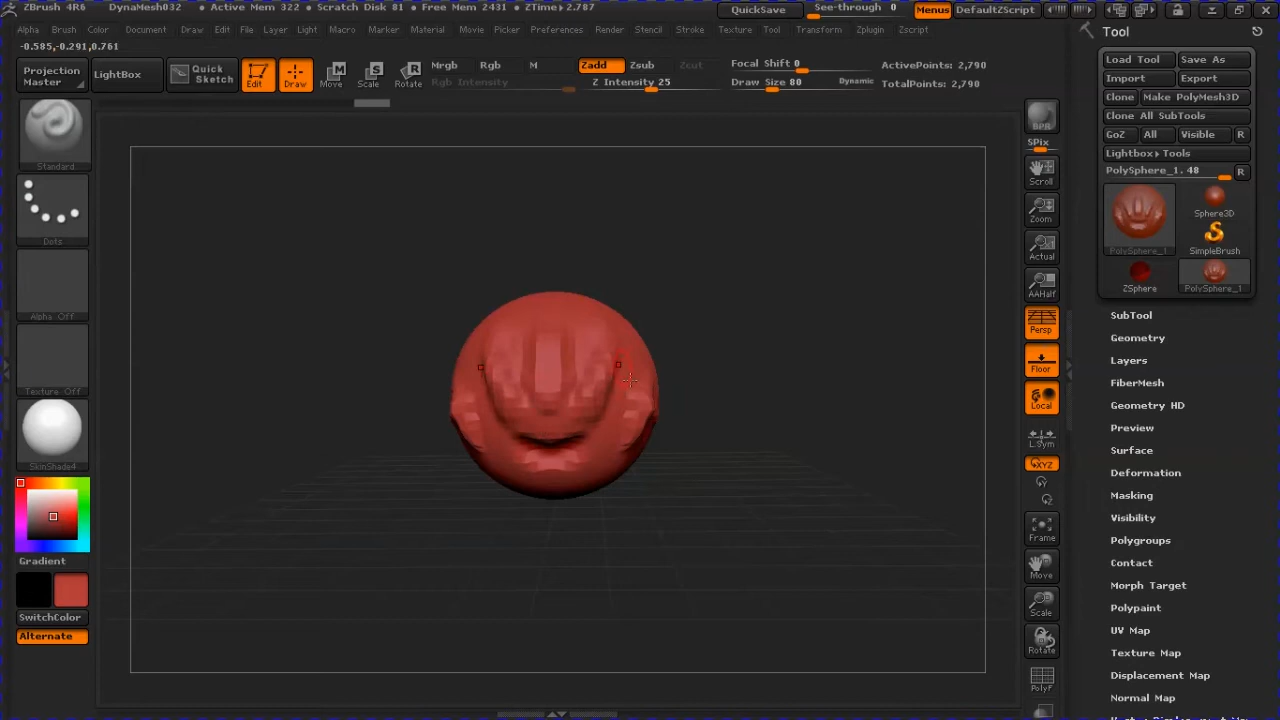 ZBrush 4R6 DynaMesh032 • Active Mem 322 • Scratch Disk 81 • Free Mem 2431 • ZTime▸2.787 QuickSave See-through 0 Menus DefaultZScript
Alpha Brush Color Document Draw Edit File Layer Light Macro Marker Material Movie Picker Preferences Render Stencil Stroke Texture Tool Transform Zplugin Zscript
-0.585,-0.291,0.761
Projection Master
LightBox
Quick Sketch
Edit
Draw
Move
Scale
Rotate
Mrgb Rgb M
Rgb Intensity
Zadd Zsub Zcut
Z Intensity 25
Focal Shift 0
Draw Size 80 Dynamic
ActivePoints: 2,790
TotalPoints: 2,790
Standard
Dots
Alpha Off
Texture Off
SkinShade4
Gradient
SwitchColor
Alternate
BPR
SPix
Scroll
Zoom
Actual
AAHalf
Persp
Floor
Local
L.Sym
XYZ
Y
Z
Frame
Move
Scale
Rotate
PolyF
Tool
Load Tool Save As
Import Export
Clone Make PolyMesh3D
Clone All SubTools
GoZ All Visible R
Lightbox▸Tools
PolySphere_1. 48 R
PolySphere_1
Sphere3D
SimpleBrush
ZSphere
PolySphere_1
SubTool
Geometry
Layers
FiberMesh
Geometry HD
Preview
Surface
Deformation
Masking
Visibility
Polygroups
Contact
Morph Target
Polypaint
UV Map
Texture Map
Displacement Map
Normal Map